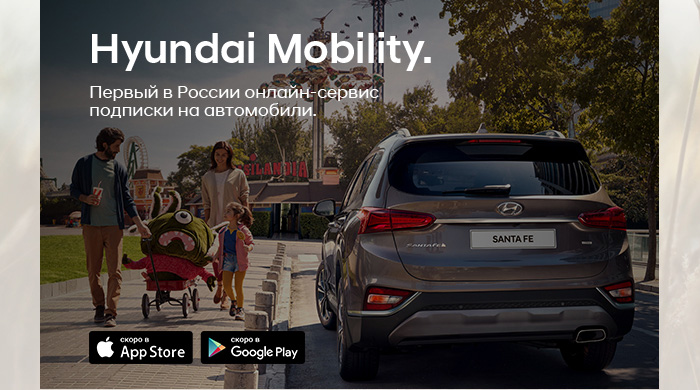 Hyundai Mobility.
Первый в России онлайн-сервис
подписки на автомобили.
SANTA FE
скоро в
App Store
скоро в
Google Play